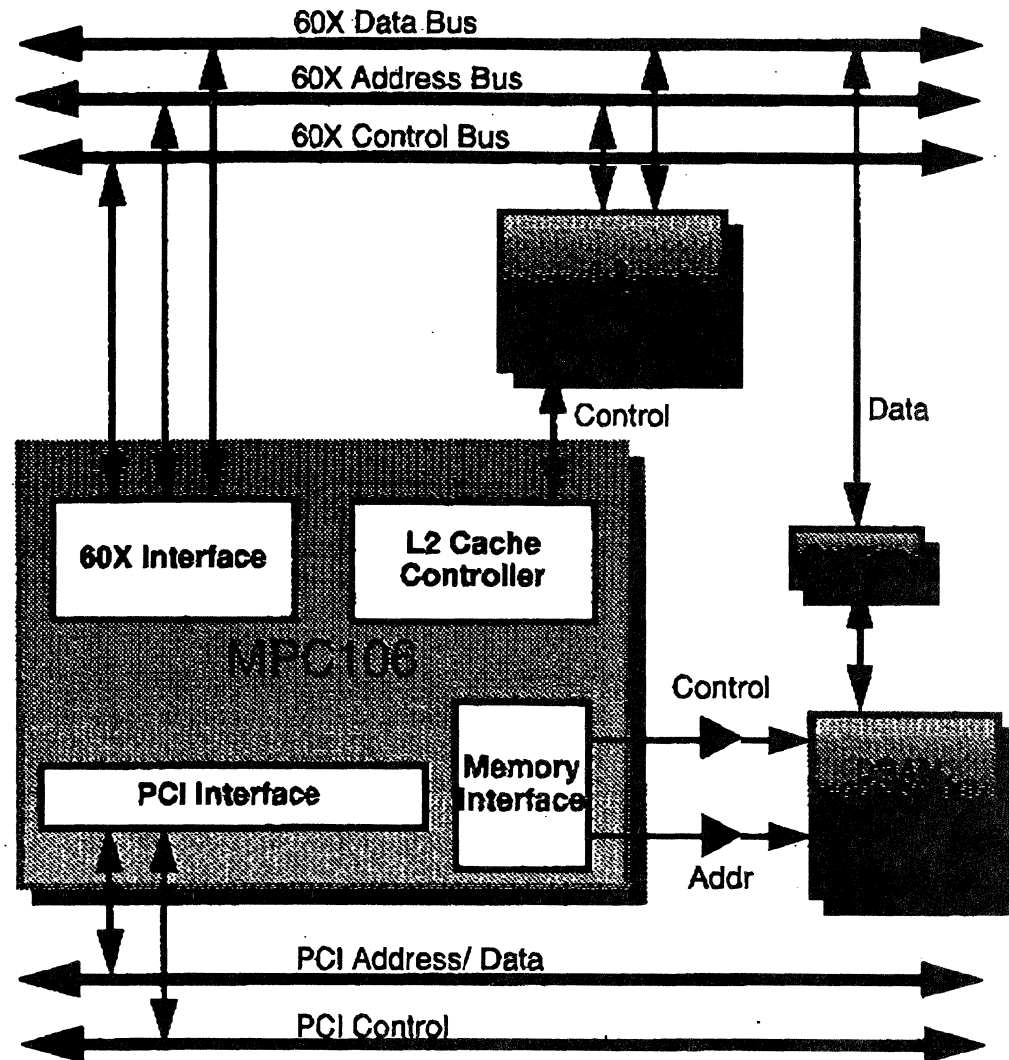 60X Data Bus
60X Address Bus
60X Control Bus
Control
Data
60X Interface
L2 Cache
Controller
MPC106
Control
Memory
Interface
PCI Interface
Addr
PCI Address/ Data
PCI Control